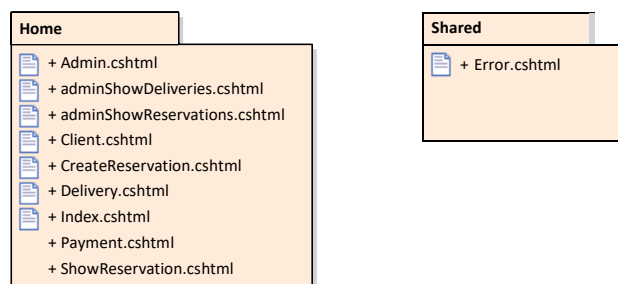 Home
+ Admin.cshtml
+ adminShowDeliveries.cshtml
+ adminShowReservations.cshtml
+ Client.cshtml
+ CreateReservation.cshtml
+ Delivery.cshtml
+ Index.cshtml
+ Payment.cshtml
+ ShowReservation.cshtml
Shared
+ Error.cshtml